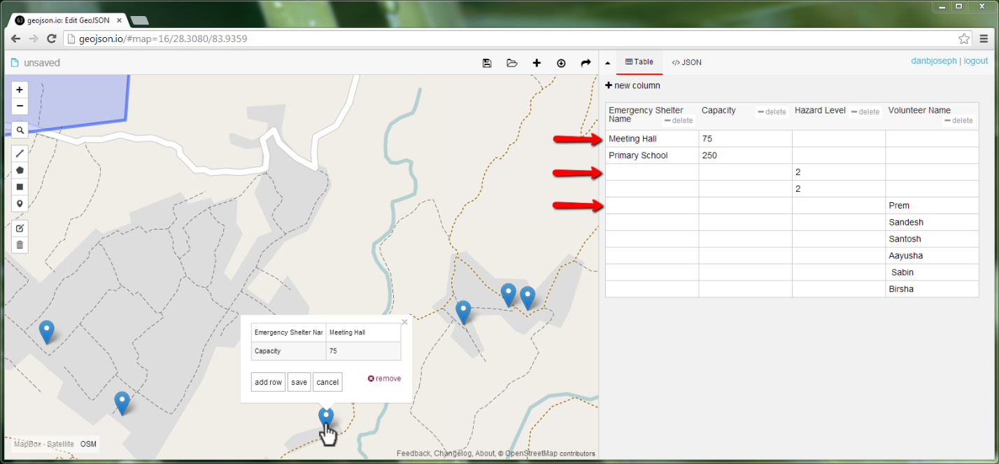 geojson.io: Edit GeoJSON
geojson.io/#map=16/28.3080/83.9359
unsaved
Table
</> JSON
danbjoseph | logout
+ new column
Emergency Shelter Name delete
Capacity delete
Hazard Level delete
Volunteer Name delete
Meeting Hall 75
Primary School 250
2
2
Prem
Sandesh
Santosh
Aayusha
Sabin
Birsha
+
−
Emergency Shelter Nar Meeting Hall
Capacity 75
add row save cancel remove
MapBox Satellite OSM
Feedback, Changelog, About, © OpenStreetMap contributors